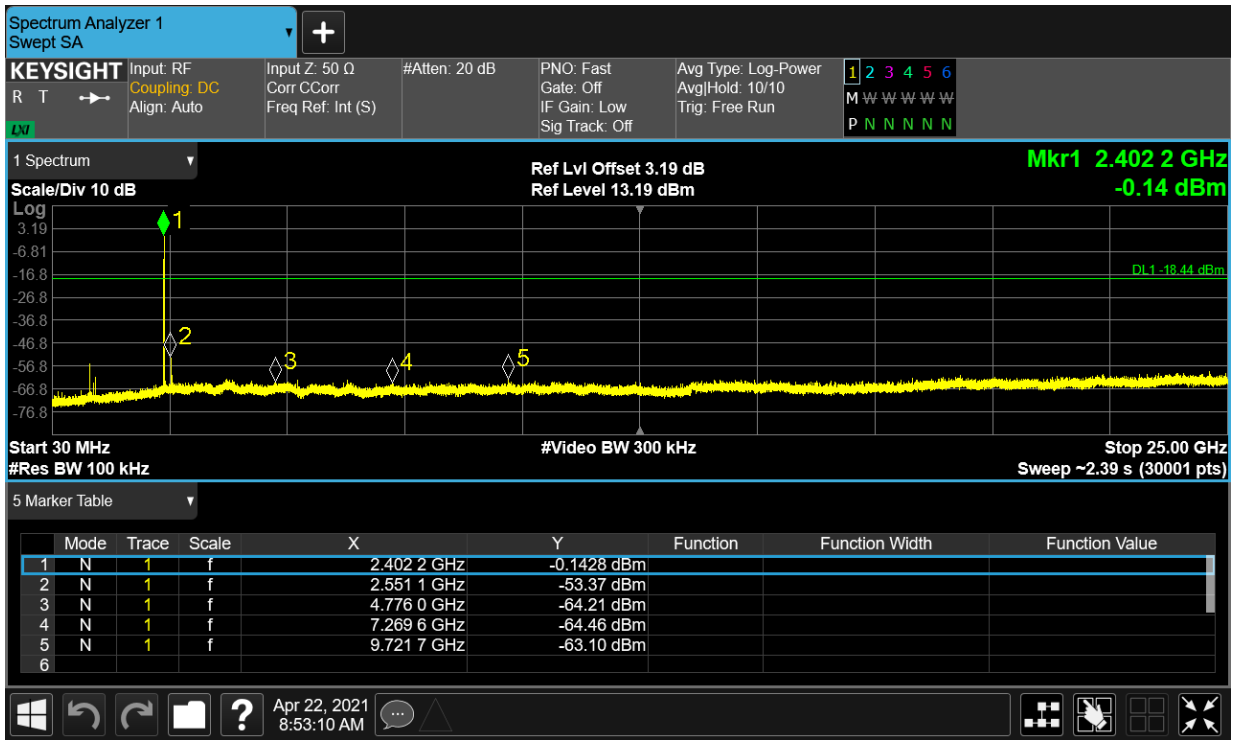 Spectrum Analyzer 1
Swept SA
▼
+
KEYSIGHT
R T
LXI
Input: RF
Coupling: DC
Align: Auto
Input Z: 50 Ω
Corr CCorr
Freq Ref: Int (S)
#Atten: 20 dB
PNO: Fast
Gate: Off
IF Gain: Low
Sig Track: Off
Avg Type: Log-Power
Avg|Hold: 10/10
Trig: Free Run
1 2 3 4 5 6
M W W W W W
P N N N N N
1 Spectrum ▼
Scale/Div 10 dB
Ref Lvl Offset 3.19 dB
Ref Level 13.19 dBm
Mkr1 2.402 2 GHz
-0.14 dBm
Log
3.19
-6.81
-16.8
-26.8
-36.8
-46.8
-56.8
-66.8
-76.8
1
2
3
4
5
DL1 -18.44 dBm
Start 30 MHz
#Res BW 100 kHz
#Video BW 300 kHz
Stop 25.00 GHz
Sweep ~2.39 s (30001 pts)
5 Marker Table ▼
Mode Trace Scale X Y Function Function Width Function Value
1 N 1 f 2.402 2 GHz -0.1428 dBm
2 N 1 f 2.551 1 GHz -53.37 dBm
3 N 1 f 4.776 0 GHz -64.21 dBm
4 N 1 f 7.269 6 GHz -64.46 dBm
5 N 1 f 9.721 7 GHz -63.10 dBm
6
?
Apr 22, 2021
8:53:10 AM